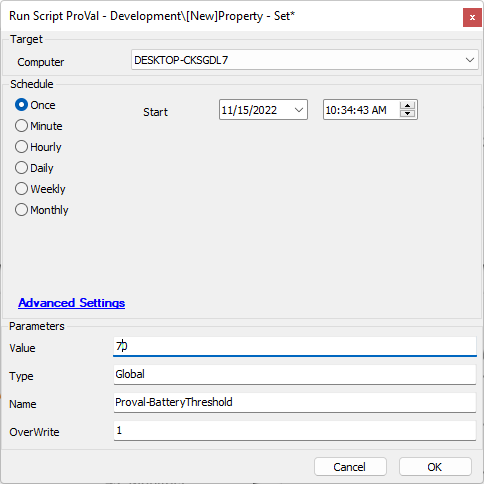 Run Script ProVal - Development\[New]Property - Set*
Target
Computer
DESKTOP-CKSGDL7
Schedule
Once
Start
11/15/2022
10:34:43 AM
Minute
Hourly
Daily
Weekly
Monthly
Advanced Settings
Parameters
Value
70
Type
Global
Name
Proval-BatteryThreshold
OverWrite
1
Cancel
OK